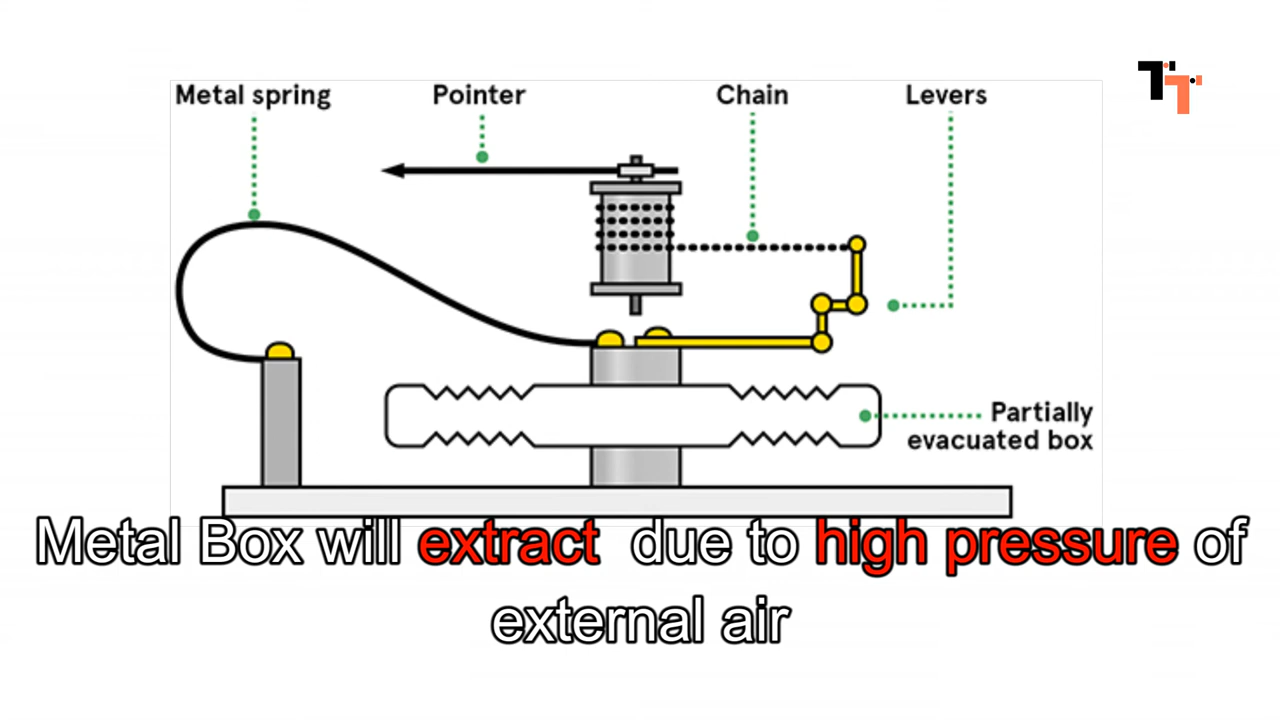 Metal spring
Pointer
Chain
Levers
Partially
evacuated box
Metal Box will extract due to high pressure of
external air
TT